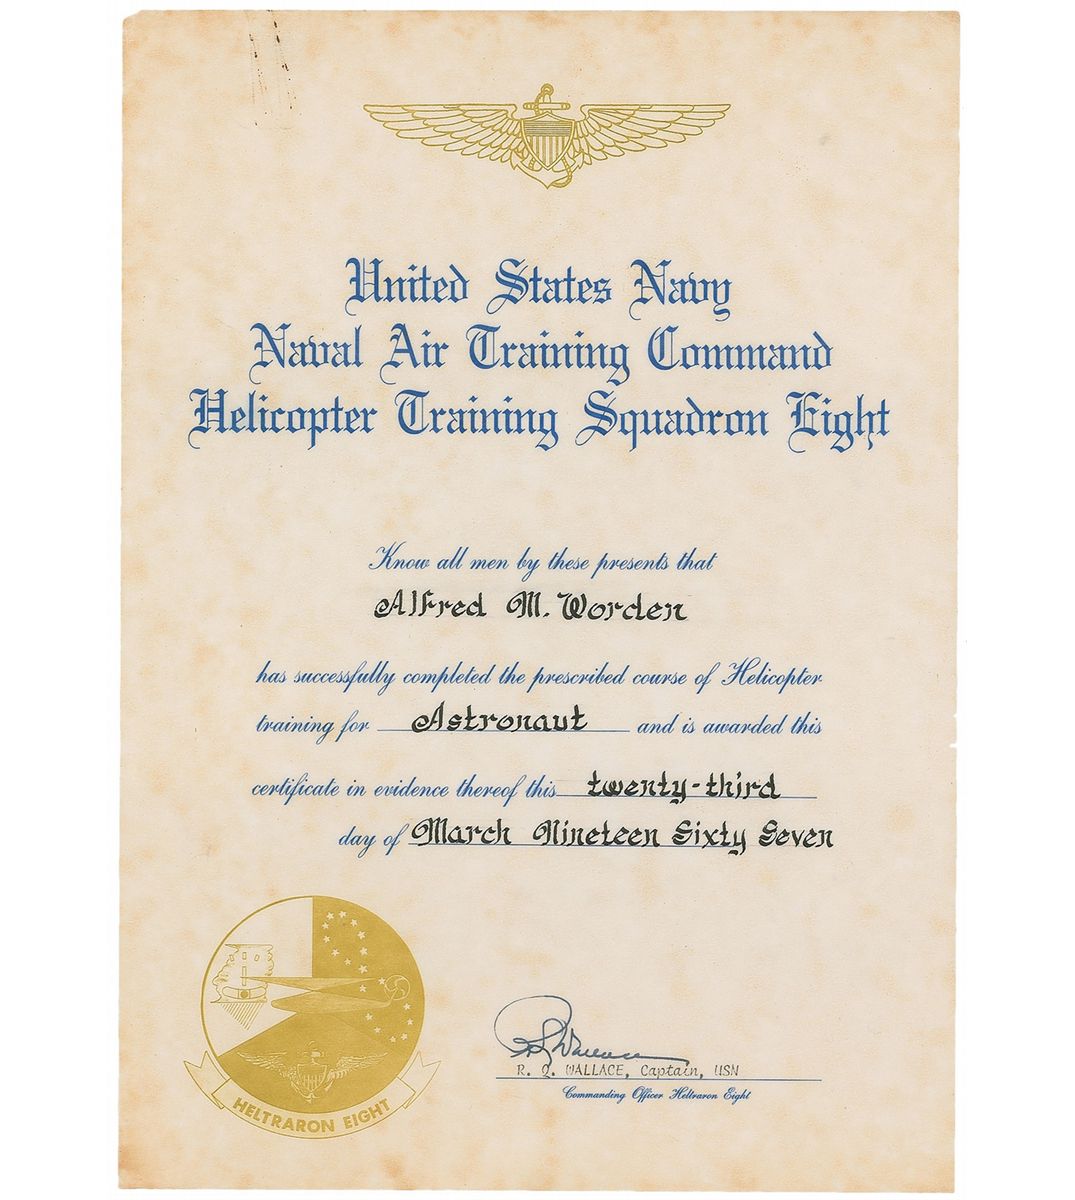 United States Navy
Naval Air Training Command
Helicopter Training Squadron Eight
Know all men by these presents that
Alfred M. Worden
has successfully completed the prescribed course of Helicopter
training for Astronaut and is awarded this
certificate in evidence thereof this twenty-third
day of March Nineteen Sixty Seven
HELTRARON EIGHT
R. Q. Wallace
R. Q. WALLACE, Captain, USN
Commanding Officer Heltraron Eight